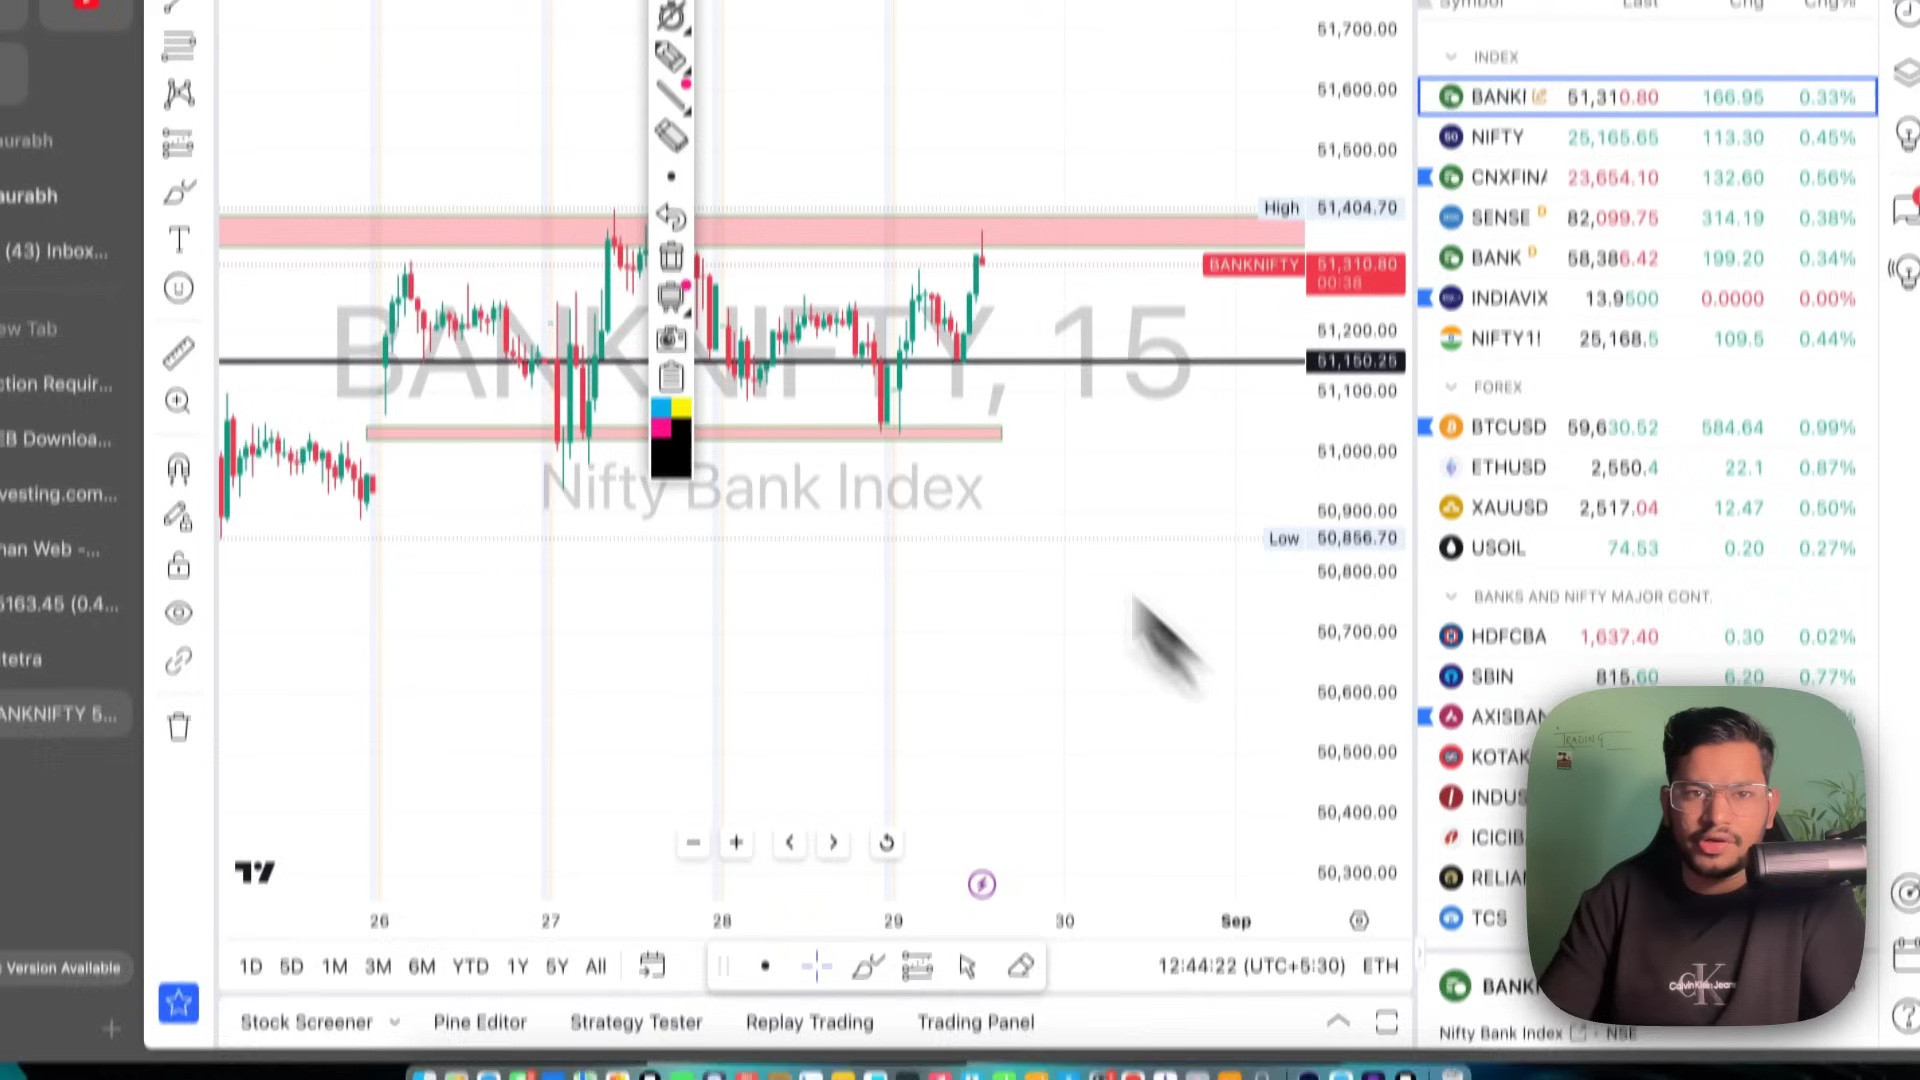 Symbol Last Chg Chg%
INDEX
BANKI 51,310.80 166.95 0.33%
NIFTY 25,165.65 113.30 0.45%
CNXFINA 23,654.10 132.60 0.56%
SENSE D 82,099.75 314.19 0.38%
BANK D 58,386.42 199.20 0.34%
INDIAVIX 13.9500 0.0000 0.00%
NIFTY1! 25,168.5 109.5 0.44%
FOREX
BTCUSD 59,630.52 584.64 0.99%
ETHUSD 2,550.4 22.1 0.87%
XAUUSD 2,517.04 12.47 0.50%
USOIL 74.53 0.20 0.27%
BANKS AND NIFTY MAJOR CONT.
HDFCBA 1,637.40 0.30 0.02%
SBIN 815.60 6.20 0.77%
AXISBAN
KOTAK
INDUS
ICICIB
RELIAN
TCS
BANKN
Nifty Bank Index NSE
51,700.00
51,600.00
51,500.00
High 51,404.70
BANKNIFTY 51,310.80
00:38
51,200.00
51,150.25
51,100.00
51,000.00
50,900.00
Low 50,856.70
50,800.00
50,700.00
50,600.00
50,500.00
50,400.00
50,300.00
BANKNIFTY, 15
Nifty Bank Index
26 27 28 29 30 Sep
1D 5D 1M 3M 6M YTD 1Y 5Y All
12:44:22 (UTC+5:30) ETH
Stock Screener Pine Editor Strategy Tester Replay Trading Trading Panel
aurabh
aurabh
(43) Inbox...
ew Tab
ction Requir...
EB Downloa...
vesting.com...
han Web -...
5163.45 (0.4...
tetra
ANKNIFTY 5...
Version Available
TRADING
CK
Calvin Klein Jeans